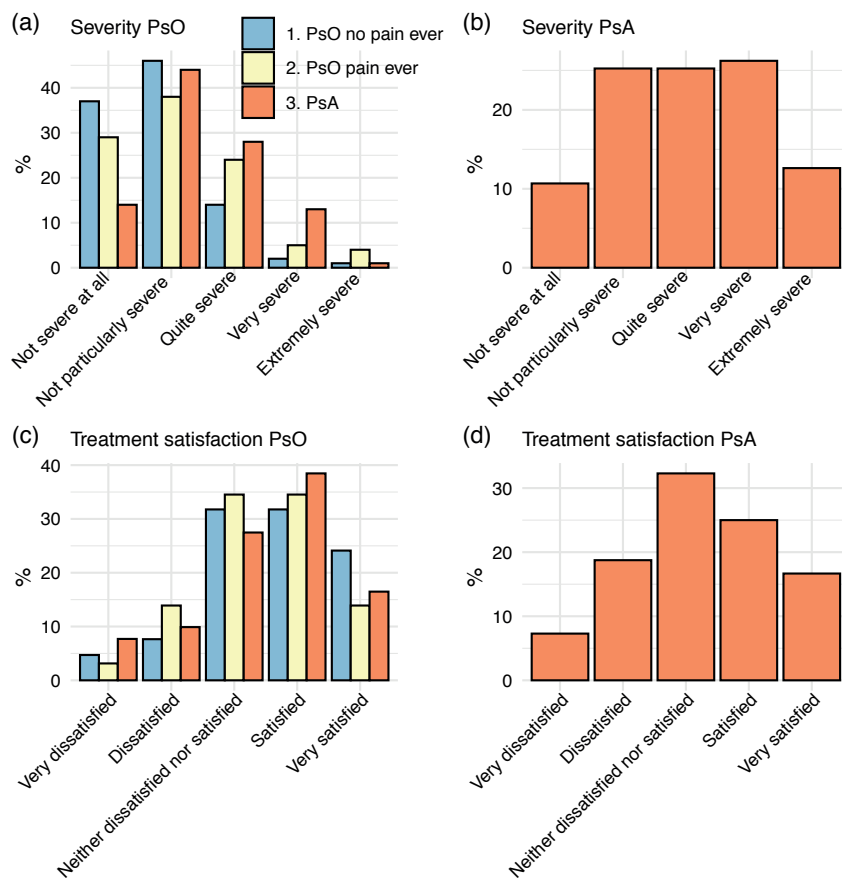 (a) Severity PsO
1. PsO no pain ever
2. PsO pain ever
3. PsA
%
40
30
20
10
0
Not severe at all
Not particularly severe
Quite severe
Very severe
Extremely severe
(b) Severity PsA
%
20
10
0
Not severe at all
Not particularly severe
Quite severe
Very severe
Extremely severe
(c) Treatment satisfaction PsO
%
40
30
20
10
0
Very dissatisfied
Dissatisfied
Neither dissatisfied nor satisfied
Satisfied
Very satisfied
(d) Treatment satisfaction PsA
%
30
20
10
0
Very dissatisfied
Dissatisfied
Neither dissatisfied nor satisfied
Satisfied
Very satisfied